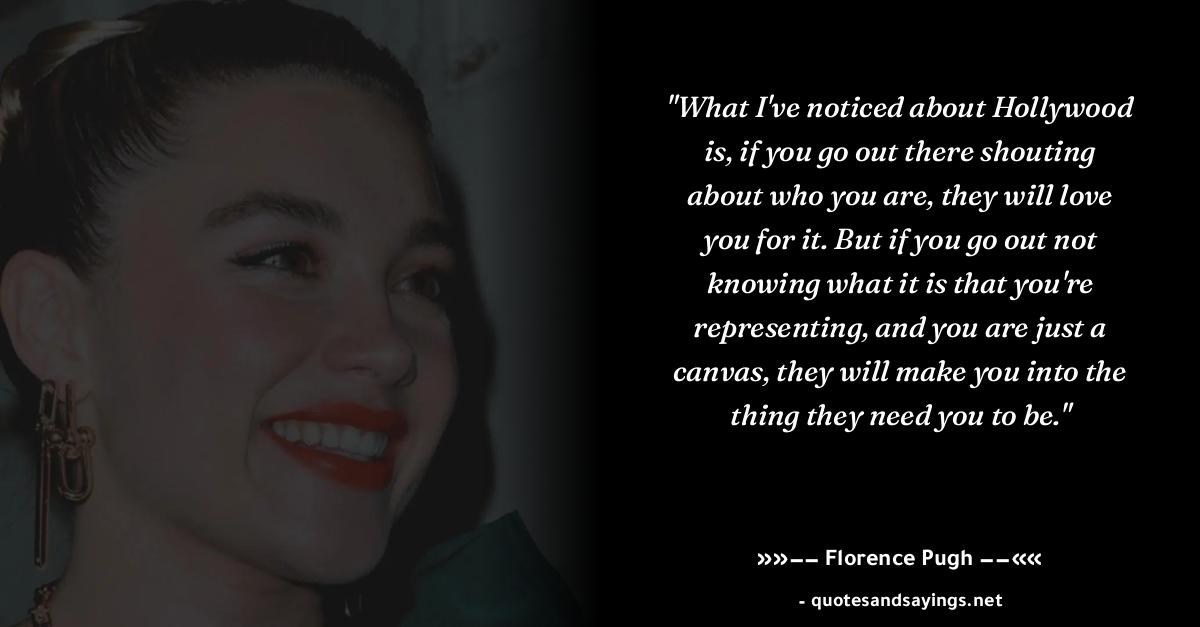 "What I've noticed about Hollywood
is, if you go out there shouting
about who you are, they will love
you for it. But if you go out not
knowing what it is that you're
representing, and you are just a
canvas, they will make you into the
thing they need you to be."
»»−− Florence Pugh −−««
- quotesandsayings.net